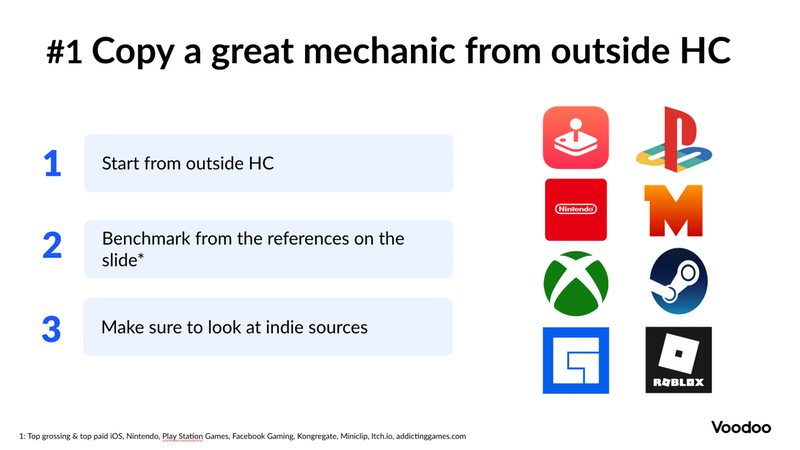 #1 Copy a great mechanic from outside HC
1
Start from outside HC
2
Benchmark from the references on the
slide*
3
Make sure to look at indie sources
Nintendo
ROBLOX
Voodoo
1: Top grossing & top paid iOS, Nintendo, Play Station Games, Facebook Gaming, Kongregate, Miniclip, Itch.io, addictinggames.com